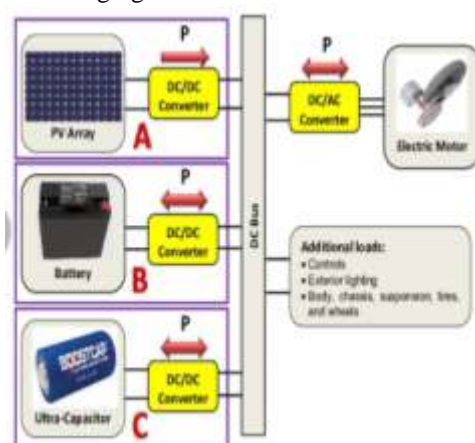 P
DC/DC
Converter
PV Array
A
P
DC/AC
Converter
Electric Motor
P
DC/DC
Converter
Battery
B
DC Bus
Additional loads:
• Controls
• Exterior lighting
• Body, chassis, suspension, tires,
and wheels
P
DC/DC
Converter
BOOSTCAP
Ultra-Capacitor
C